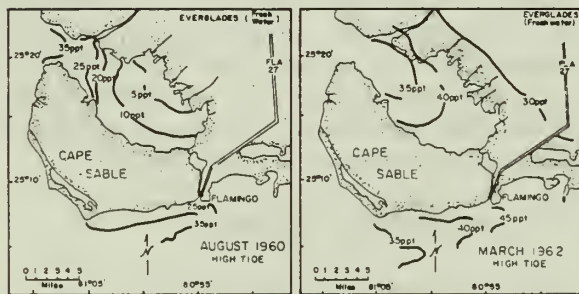 EVERGLADES (Fresh Water)
35ppt
25°20'
25ppt
20ppt
FLA 27
5ppt
10ppt
CAPE SABLE
25°10'
FLAMINGO
25ppt
35ppt
AUGUST 1960
HIGH TIDE
0 1 2 3 4 5
Miles
81°05'
80°55'
EVERGLADES
(Freshwater)
25°20'
FLA 27
35ppt
40ppt
30ppt
CAPE SABLE
25°10'
FLAMINGO
45ppt
40ppt
35ppt
MARCH 1962
HIGH TIDE
0 1 2 3 4 5
Miles
81°05'
80°55'